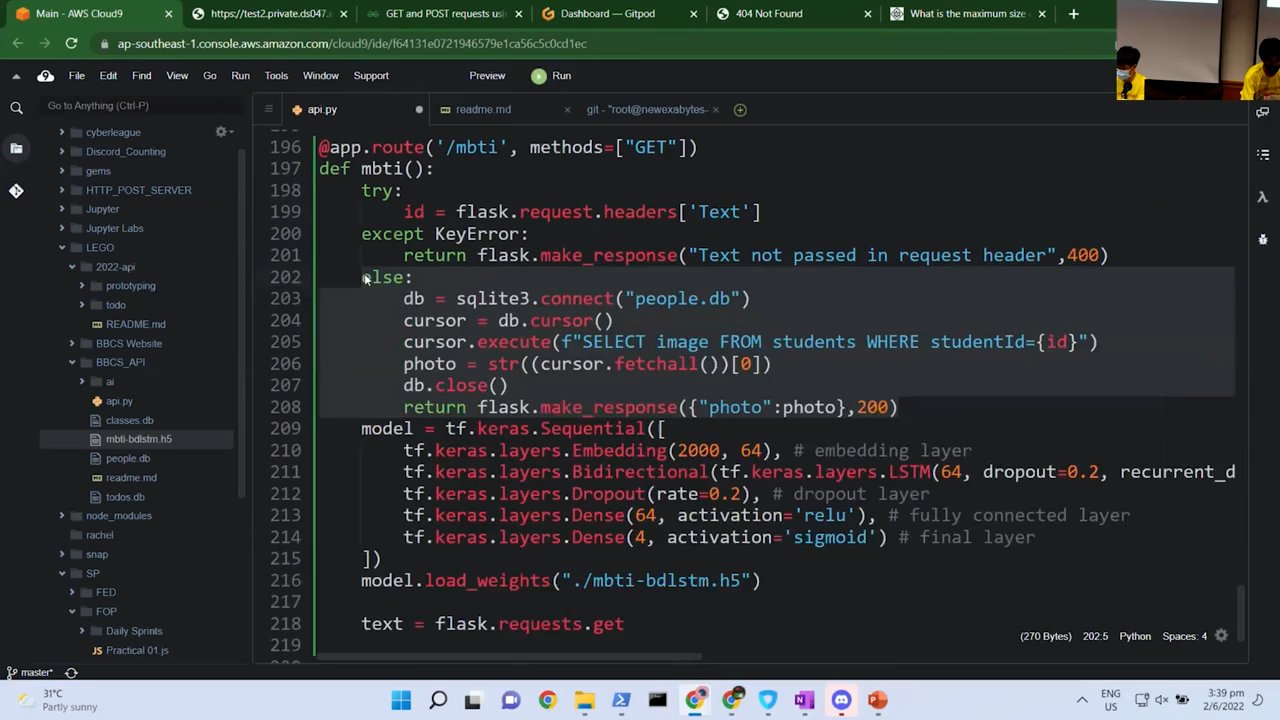 Main - AWS Cloud9
https://test2.private.ds047.
GET and POST requests usi
Dashboard — Gitpod
404 Not Found
What is the maximum size
ap-southeast-1.console.aws.amazon.com/cloud9/ide/f64131e0721946579e1ca56c5c0cd1ec
File Edit Find View Go Run Tools Window Support Preview Run
Go to Anything (Ctrl-P)
api.py
readme.md
git - "root@newexabytes-
cyberleague
Discord_Counting
gems
HTTP_POST_SERVER
Jupyter
Jupyter Labs
LEGO
2022-api
prototyping
todo
README.md
BBCS Website
BBCS_API
ai
api.py
classes.db
mbti-bdlstm.h5
people.db
readme.md
todos.db
node_modules
rachel
snap
SP
FED
FOP
Daily Sprints
Practical 01.js
196 @app.route('/mbti', methods=["GET"])
197 def mbti():
198 try:
199 id = flask.request.headers['Text']
200 except KeyError:
201 return flask.make_response("Text not passed in request header",400)
202 else:
203 db = sqlite3.connect("people.db")
204 cursor = db.cursor()
205 cursor.execute(f"SELECT image FROM students WHERE studentId={id}")
206 photo = str((cursor.fetchall())[0])
207 db.close()
208 return flask.make_response({"photo":photo},200)
209 model = tf.keras.Sequential([
210 tf.keras.layers.Embedding(2000, 64), # embedding layer
211 tf.keras.layers.Bidirectional(tf.keras.layers.LSTM(64, dropout=0.2, recurrent_d
212 tf.keras.layers.Dropout(rate=0.2), # dropout layer
213 tf.keras.layers.Dense(64, activation='relu'), # fully connected layer
214 tf.keras.layers.Dense(4, activation='sigmoid') # final layer
215 ])
216 model.load_weights("./mbti-bdlstm.h5")
217
218 text = flask.requests.get
219
(270 Bytes) 202:5 Python Spaces: 4
master*
31°C
Partly sunny
ENG
US
3:39 pm
2/6/2022